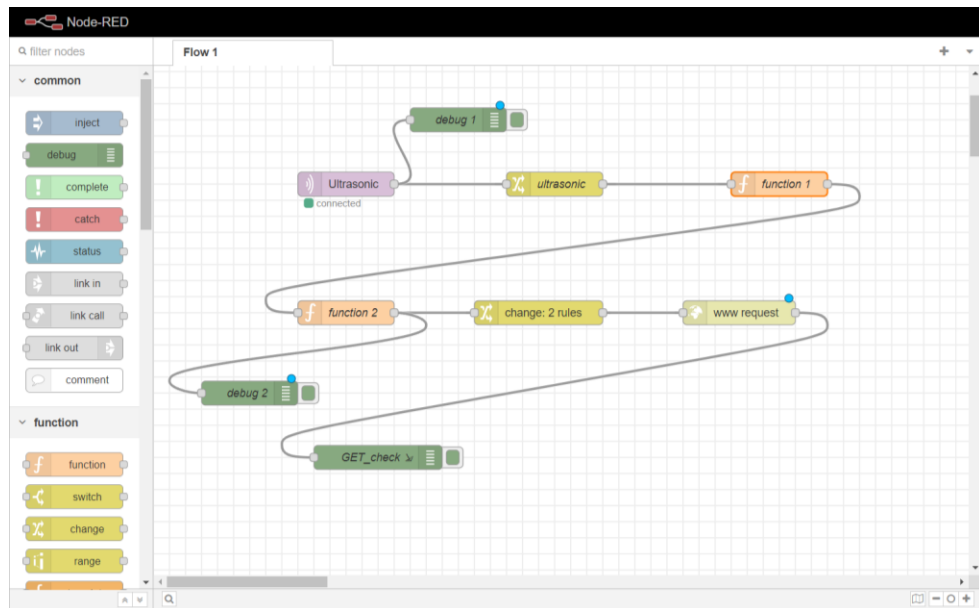 Node-RED
filter nodes
Flow 1
common
inject
debug
complete
catch
status
link in
link call
link out
comment
function
function
switch
change
range
debug 1
Ultrasonic
connected
ultrasonic
function 1
function 2
change: 2 rules
www request
debug 2
GET_check